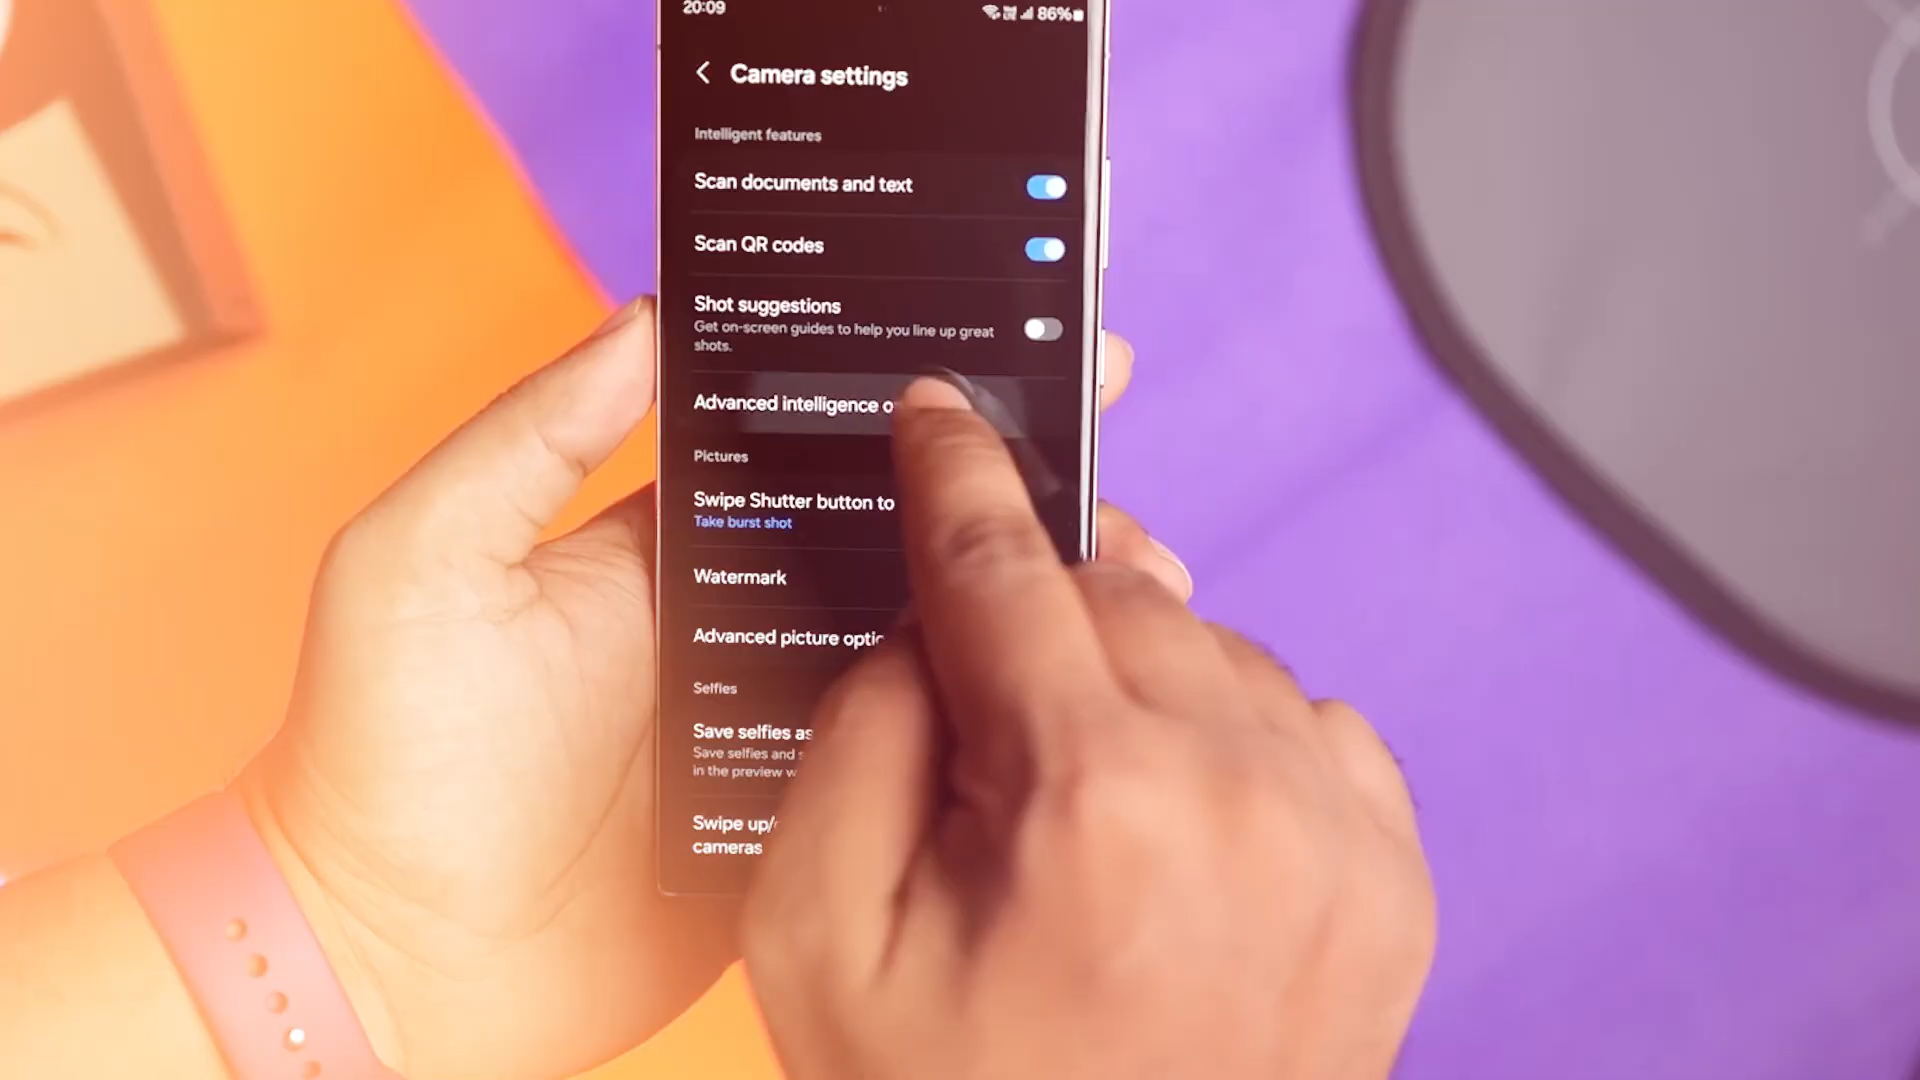 20:09
86%
Camera settings
Intelligent features
Scan documents and text
Scan QR codes
Shot suggestions
Get on-screen guides to help you line up great
shots.
Advanced intelligence
Pictures
Swipe Shutter button to
Take burst shot
Watermark
Advanced picture
Selfies
Save selfies as
Save selfies and
in the preview
Swipe up/
cameras